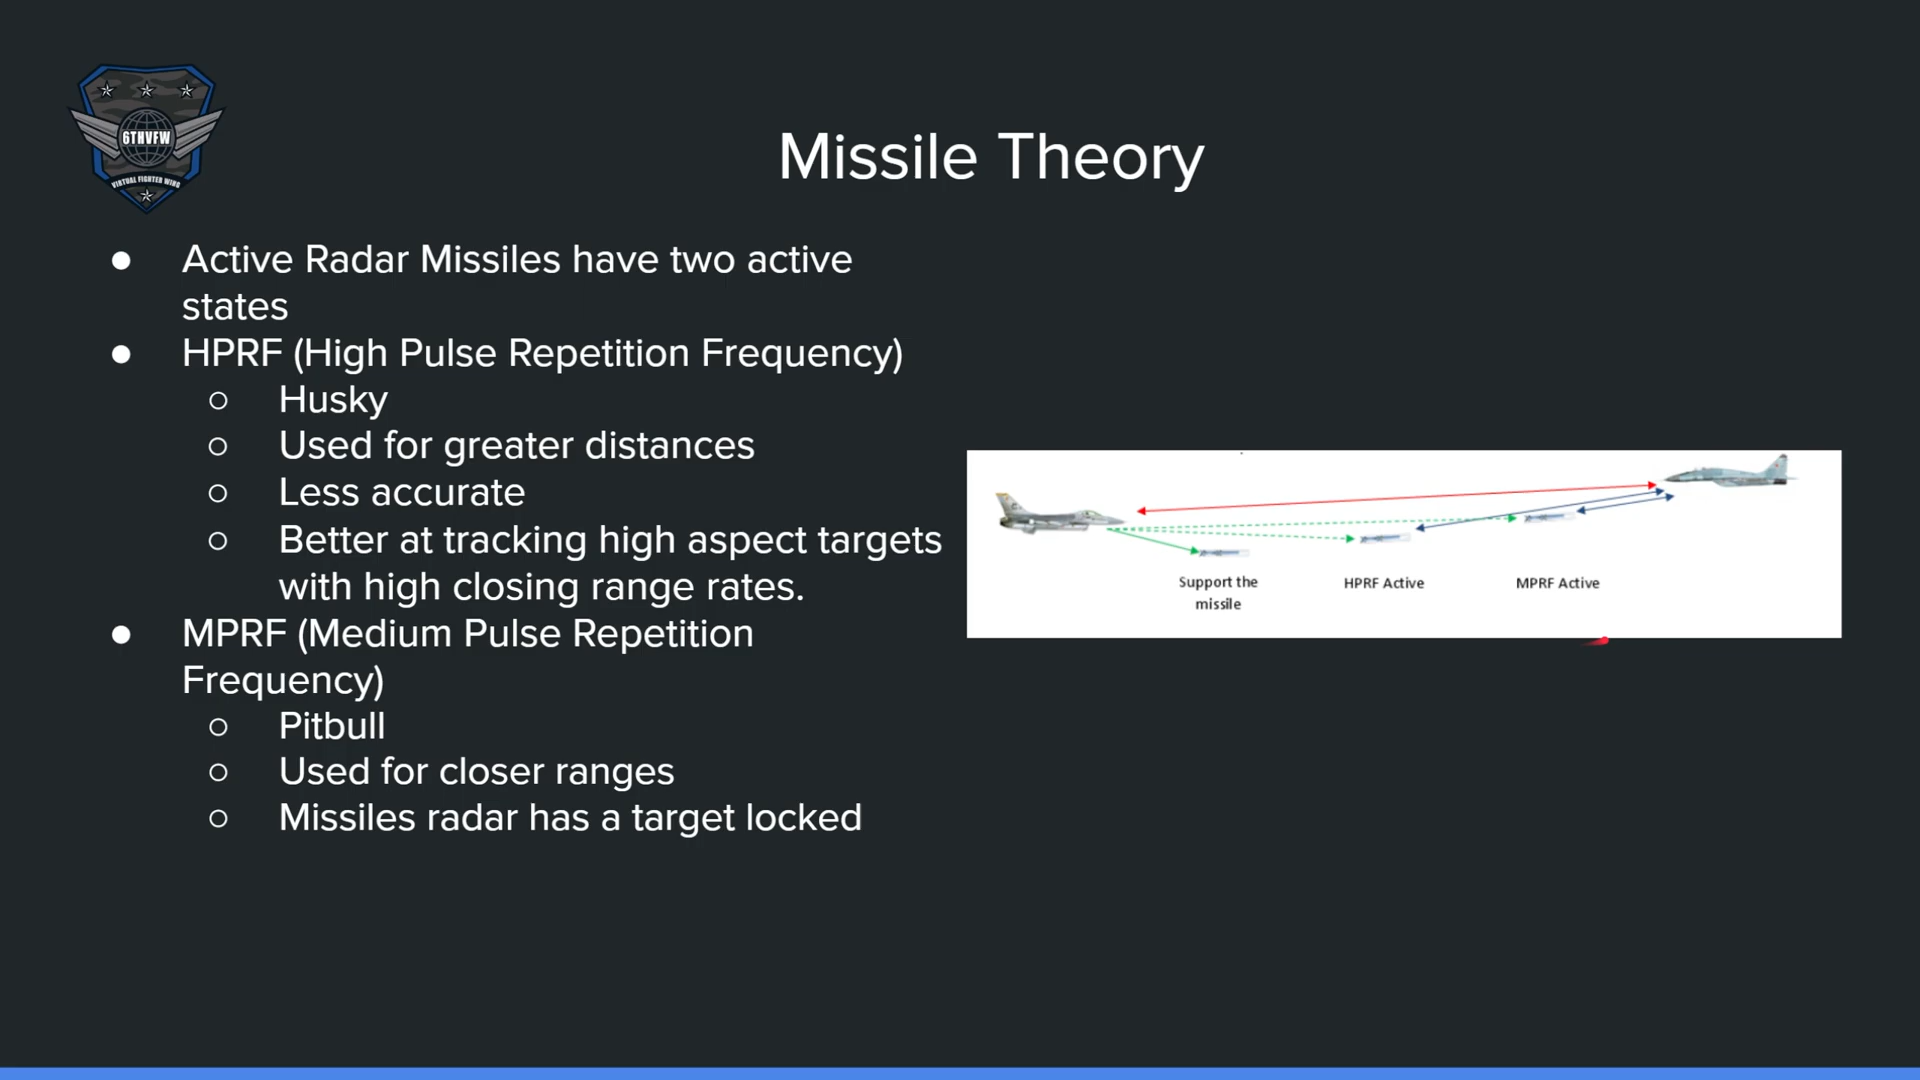 6THVFW
VIRTUAL FIGHTER WING
Missile Theory
● Active Radar Missiles have two active
states
● HPRF (High Pulse Repetition Frequency)
○ Husky
○ Used for greater distances
○ Less accurate
○ Better at tracking high aspect targets
with high closing range rates.
● MPRF (Medium Pulse Repetition
Frequency)
○ Pitbull
○ Used for closer ranges
○ Missiles radar has a target locked
Support the
missile
HPRF Active
MPRF Active